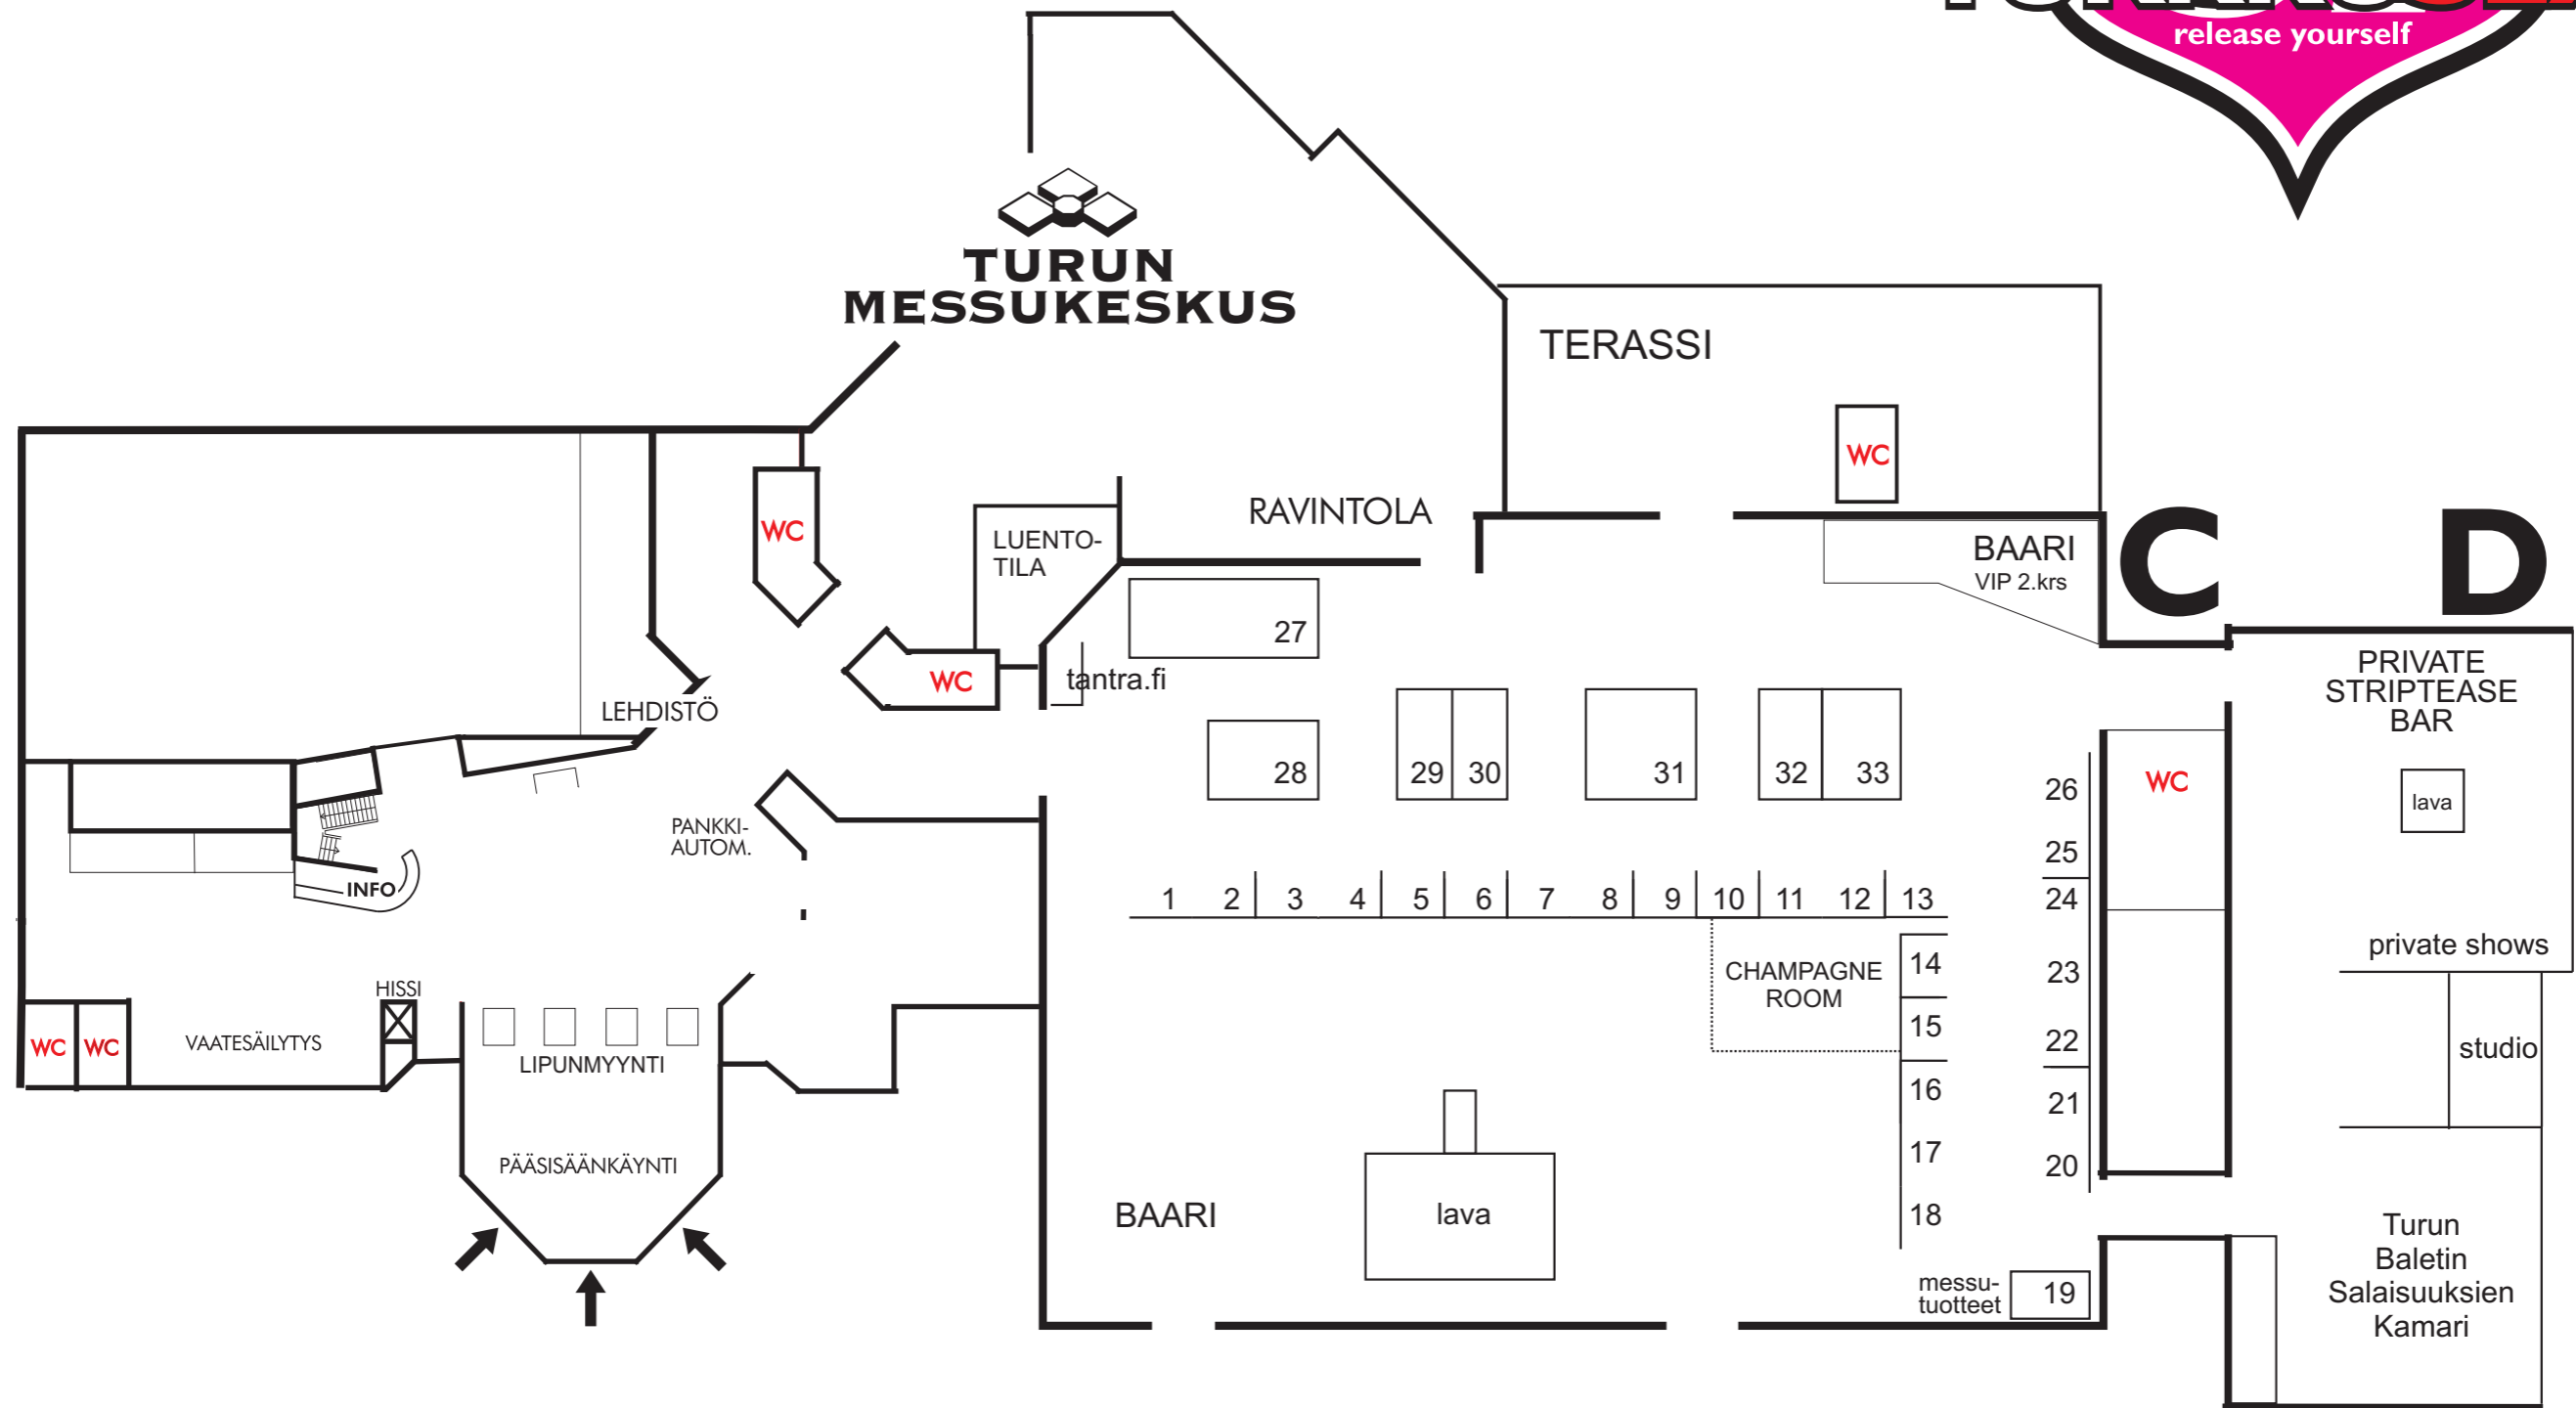 release yourself
TURUN
MESSUKESKUS
TERASSI
WC
RAVINTOLA
WC
LUENTO-
TILA
BAARI
VIP 2.krs
C
D
27
WC
tantra.fi
LEHDISTÖ
PRIVATE
STRIPTEASE
BAR
28
29
30
31
32
33
26
WC
lava
PANKKI-
AUTOM.
25
INFO
1
2
3
4
5
6
7
8
9
10
11
12
13
24
private shows
CHAMPAGNE
ROOM
14
23
HISSI
15
22
WC
WC
VAATESÄILYTYS
LIPUNMYYNTI
studio
16
21
17
20
PÄÄSISÄÄNKÄYNTI
BAARI
lava
18
Turun
Baletin
Salaisuuksien
Kamari
messu-
tuotteet
19